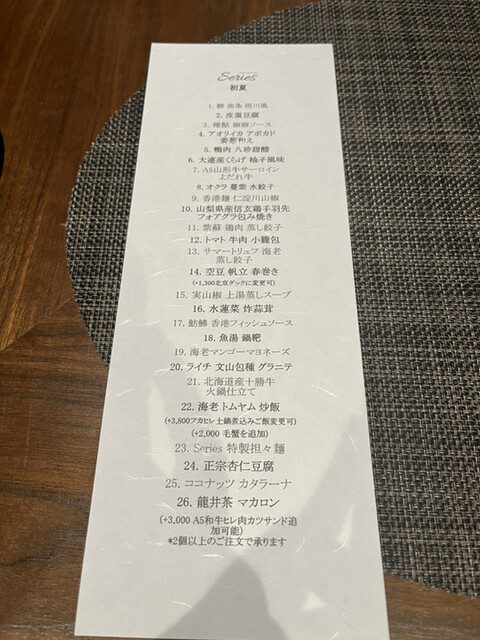 Series
初夏
1. 鰺 油条 四川風
2. 皮蛋豆腐
3. 稚鮎 椒麻ソース
4. アオリイカ アボカド
姜葱和え
5. 鴨肉 八珍甜醋
6. 大連産くらげ 柚子風味
7. A5山形牛サーロイン
よだれ牛
8. オクラ 蔓紫 水餃子
9. 香港麺 仁淀川山椒
10. 山梨県産信玄鶏手羽先
フォアグラ包み焼き
11. 紫蘇 鶏肉 蒸し餃子
12. トマト 牛肉 小籠包
13. サマートリュフ 海老
蒸し餃子
14. 空豆 帆立 春巻き
(+1,300北京ダックに変更可)
15. 実山椒 上湯蒸しスープ
16. 水蓮菜 炸蒜茸
17. 魴鮄 香港フィッシュソース
18. 魚湯 鍋粑
19. 海老マンゴーマヨネーズ
20. ライチ 文山包種 グラニテ
21. 北海道産十勝牛
火鍋仕立て
22. 海老 トムヤム 炒飯
(+3,800フカヒレ土鍋煮込みご飯変更可)
(+2,000 毛蟹を追加)
23. Series 特製担々麺
24. 正宗杏仁豆腐
25. ココナッツ カタラーナ
26. 龍井茶 マカロン
(+3,000 A5和牛ヒレ肉カツサンド追
加可能)
*2個以上のご注文で承ります